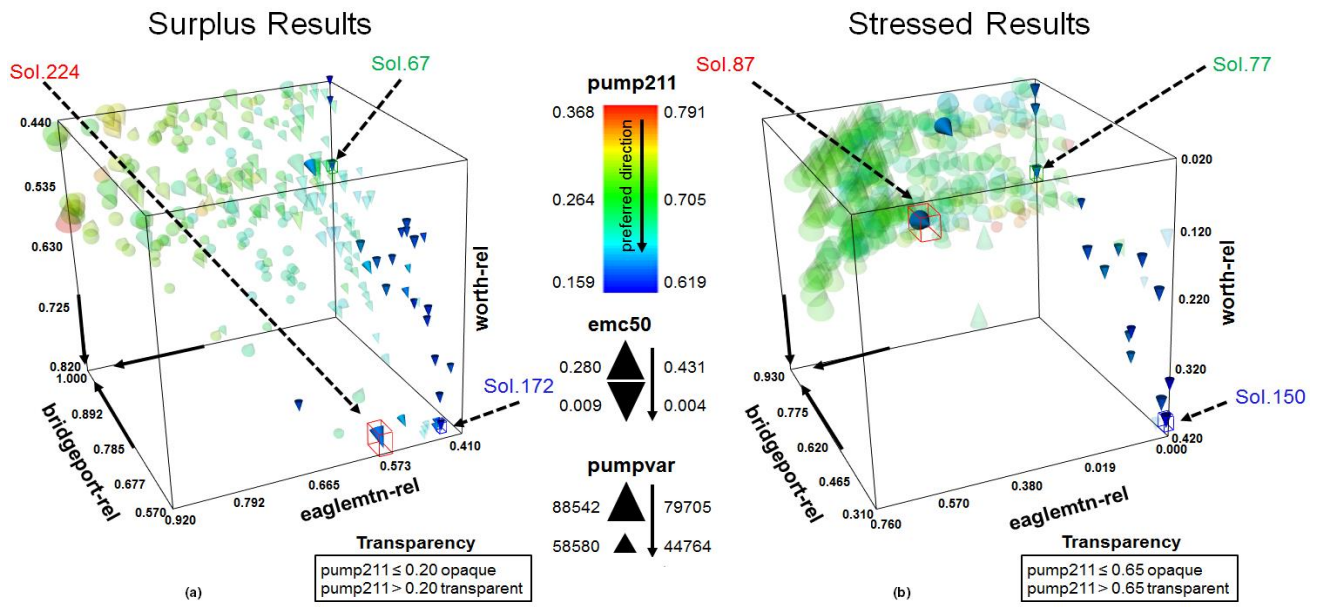 Surplus Results
Stressed Results
Sol.224
Sol.67
Sol.87
Sol.77
pump211
0.368
0.791
0.264
0.705
0.159
0.619
preferred direction
emc50
0.280
0.431
0.009
0.004
pumpvar
88542
79705
58580
44764
0.440
0.535
0.630
0.725
0.820
1.000
0.892
0.785
0.677
0.570
0.920
0.792
0.665
0.573
0.410
bridgeport-rel
eaglemtn-rel
worth-rel
Sol.172
Transparency
pump211 ≤ 0.20 opaque
pump211 > 0.20 transparent
(a)
0.020
0.120
0.220
0.320
0.420
0.000
0.019
0.380
0.570
0.760
0.310
0.465
0.620
0.775
0.930
bridgeport-rel
eaglemtn-rel
worth-rel
Sol.150
Transparency
pump211 ≤ 0.65 opaque
pump211 > 0.65 transparent
(b)